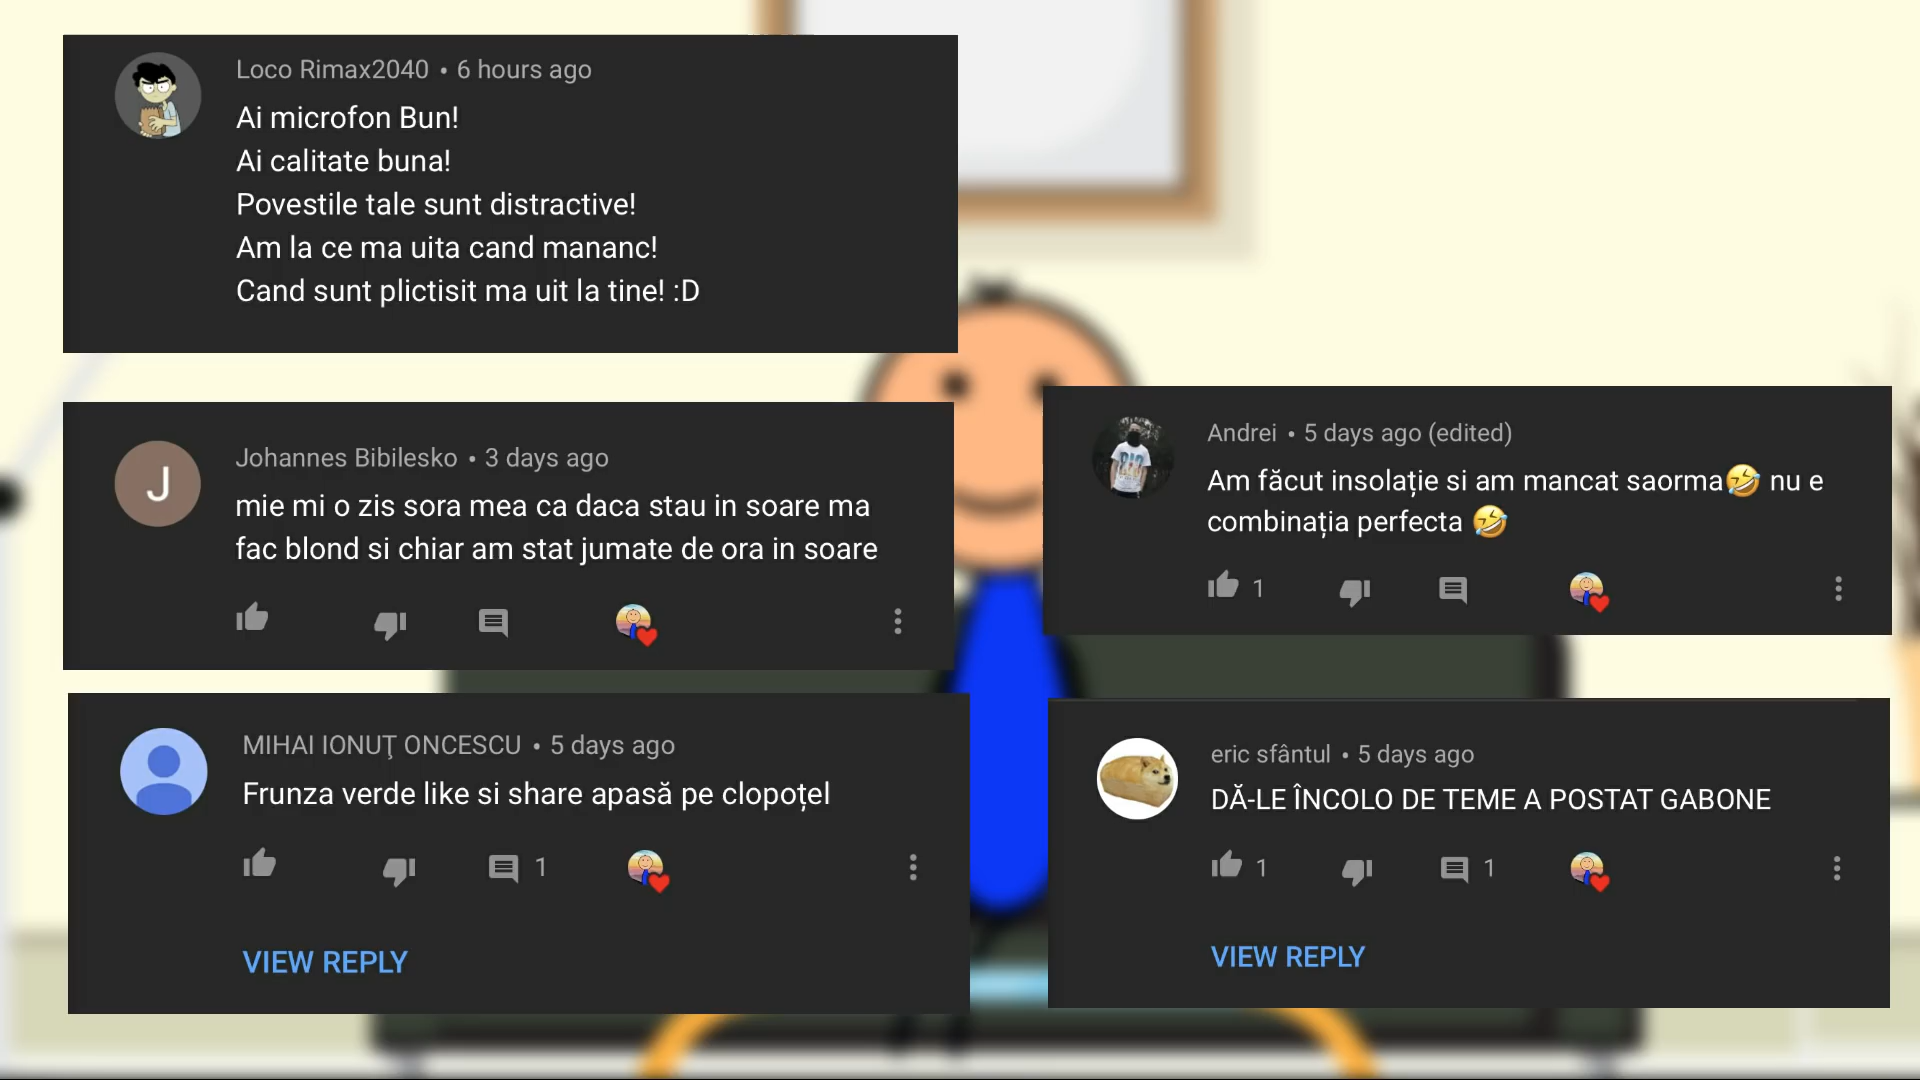 Loco Rimax2040 • 6 hours ago
Ai microfon Bun!
Ai calitate buna!
Povestile tale sunt distractive!
Am la ce ma uita cand mananc!
Cand sunt plictisit ma uit la tine! :D
Johannes Bibilesko • 3 days ago
J
mie mi o zis sora mea ca daca stau in soare ma
fac blond si chiar am stat jumate de ora in soare
MIHAI IONUŢ ONCESCU • 5 days ago
Frunza verde like si share apasă pe clopoțel
1
VIEW REPLY
Andrei • 5 days ago (edited)
Am făcut insolație si am mancat saorma🤣 nu e
combinația perfecta 🤣
1
eric sfântul • 5 days ago
DĂ-LE ÎNCOLO DE TEME A POSTAT GABONE
1 1
VIEW REPLY